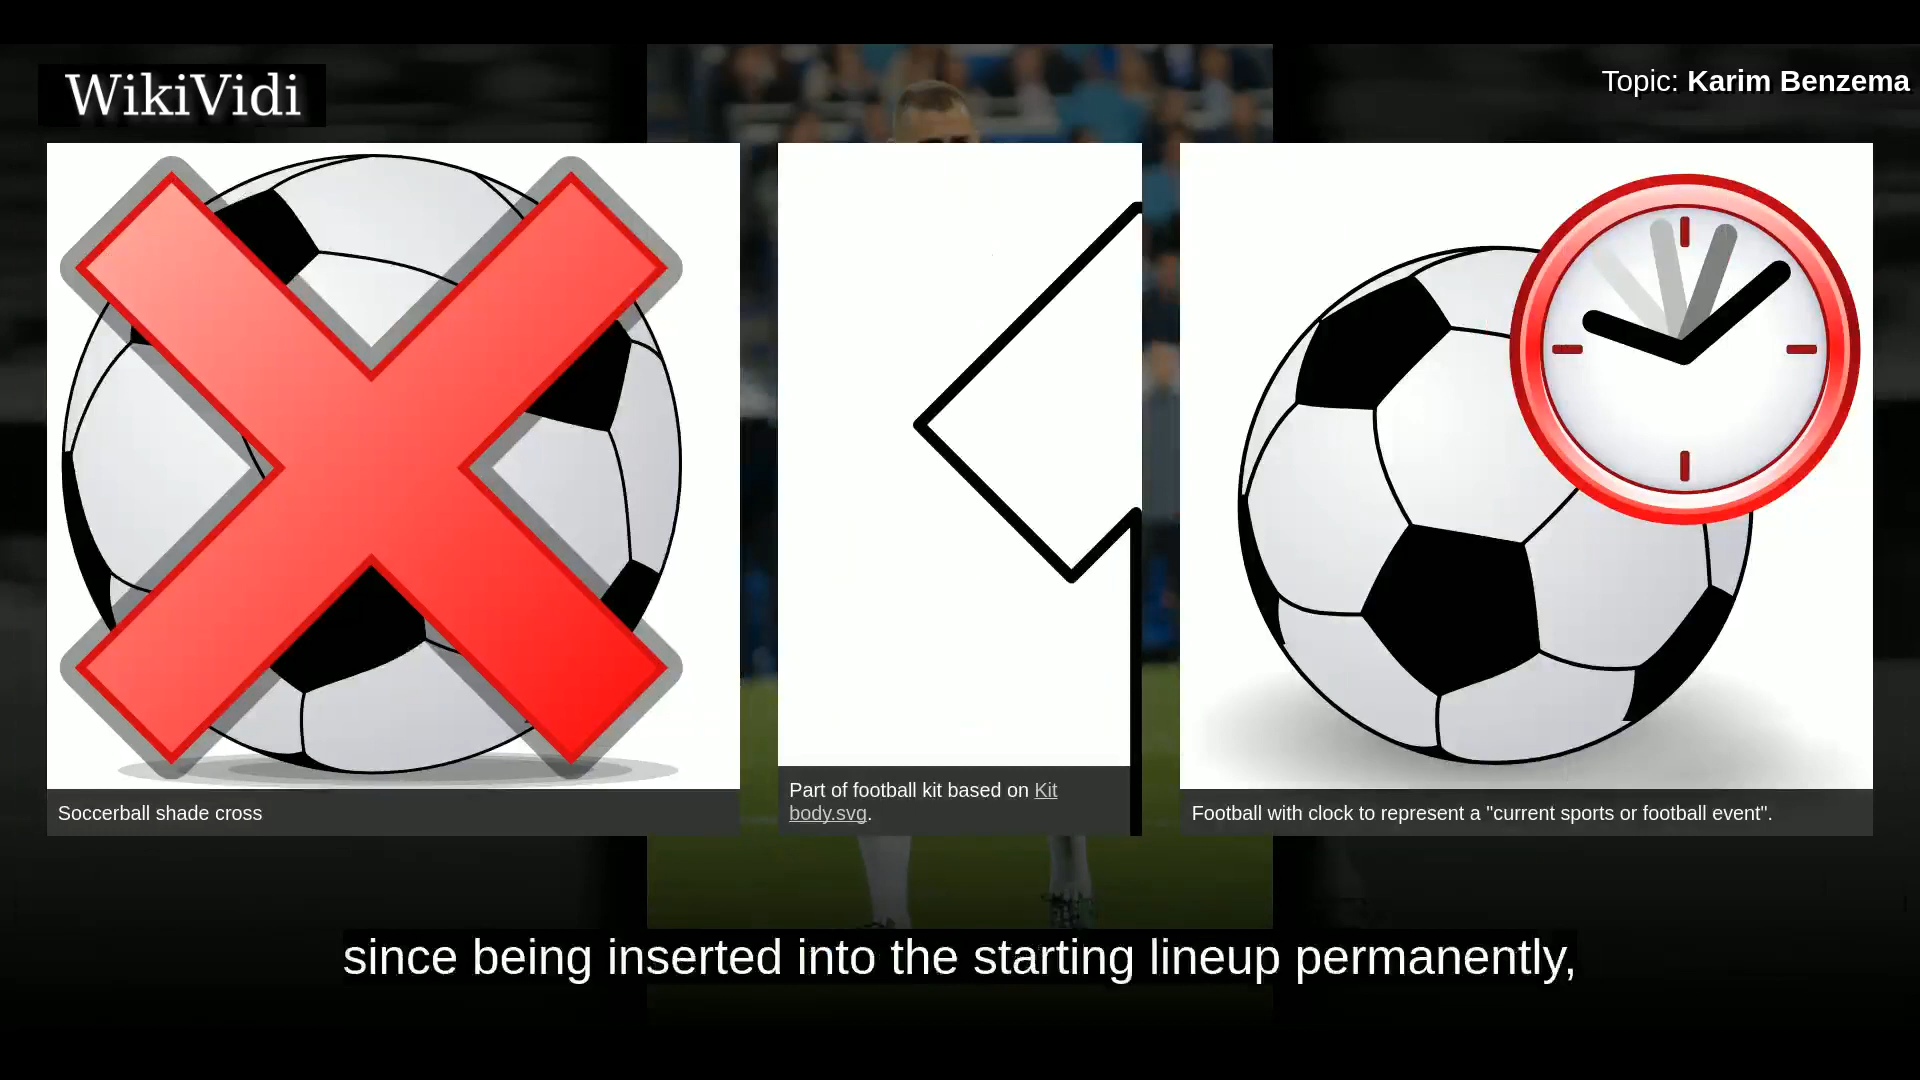 WikiVidi
Topic: Karim Benzema
Soccerball shade cross
Part of football kit based on Kit
body.svg.
Football with clock to represent a "current sports or football event".
since being inserted into the starting lineup permanently,